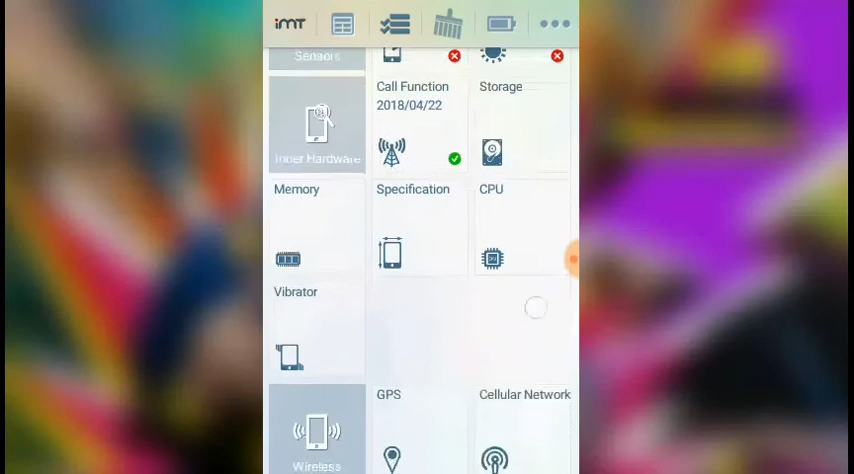 iMT
Sensors
Call Function
2018/04/22
Storage
Inner Hardware
Memory
Specification
CPU
Vibrator
GPS
Cellular Network
Wireless